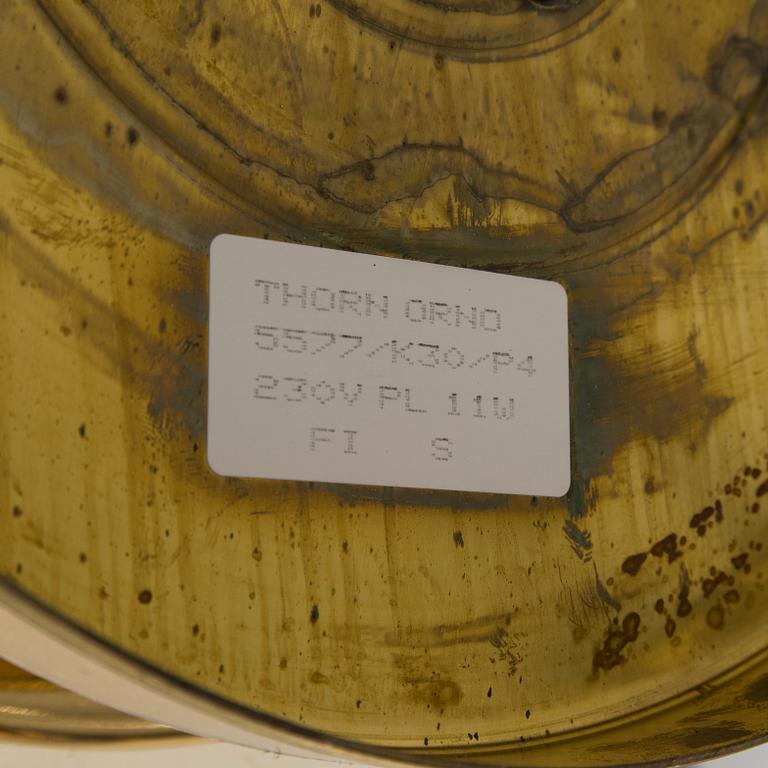 THORN ORNO
5577/K30/P4
230V PL 11W
FI S